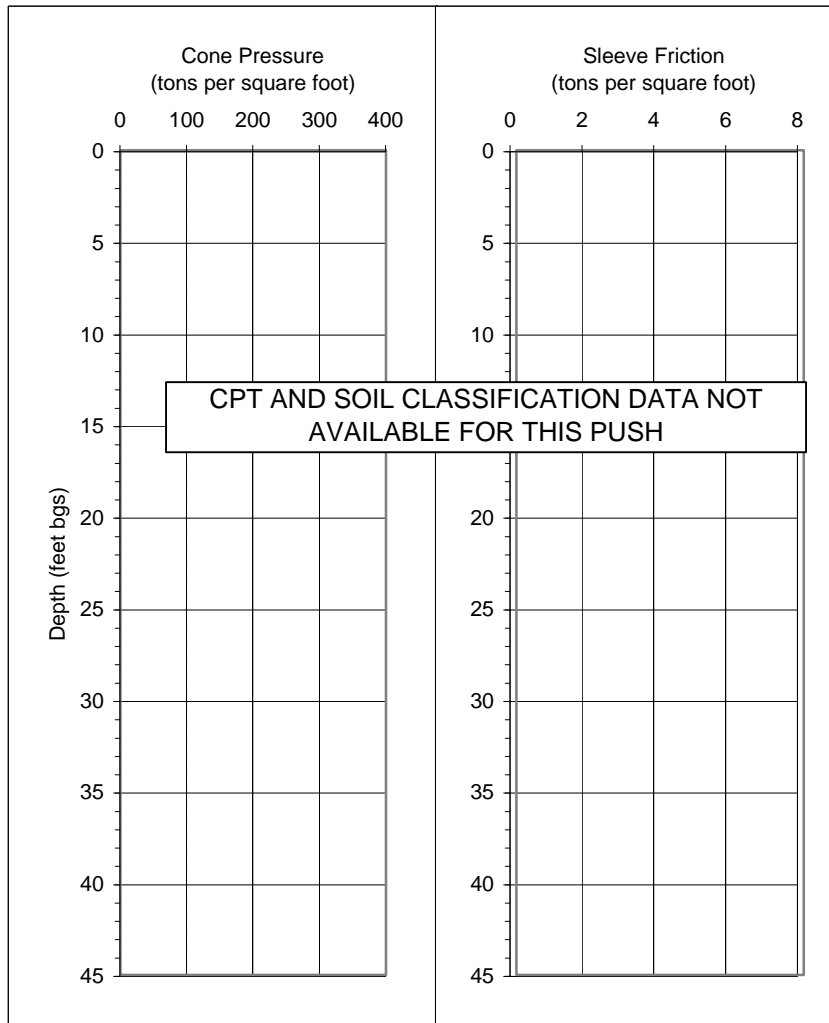 Cone Pressure
(tons per square foot)
0 100 200 300 400
0
5
10
15
20
25
30
35
40
45
Depth (feet bgs)
Sleeve Friction
(tons per square foot)
0 2 4 6 8
0
5
10
20
25
30
35
40
45
CPT AND SOIL CLASSIFICATION DATA NOT
AVAILABLE FOR THIS PUSH